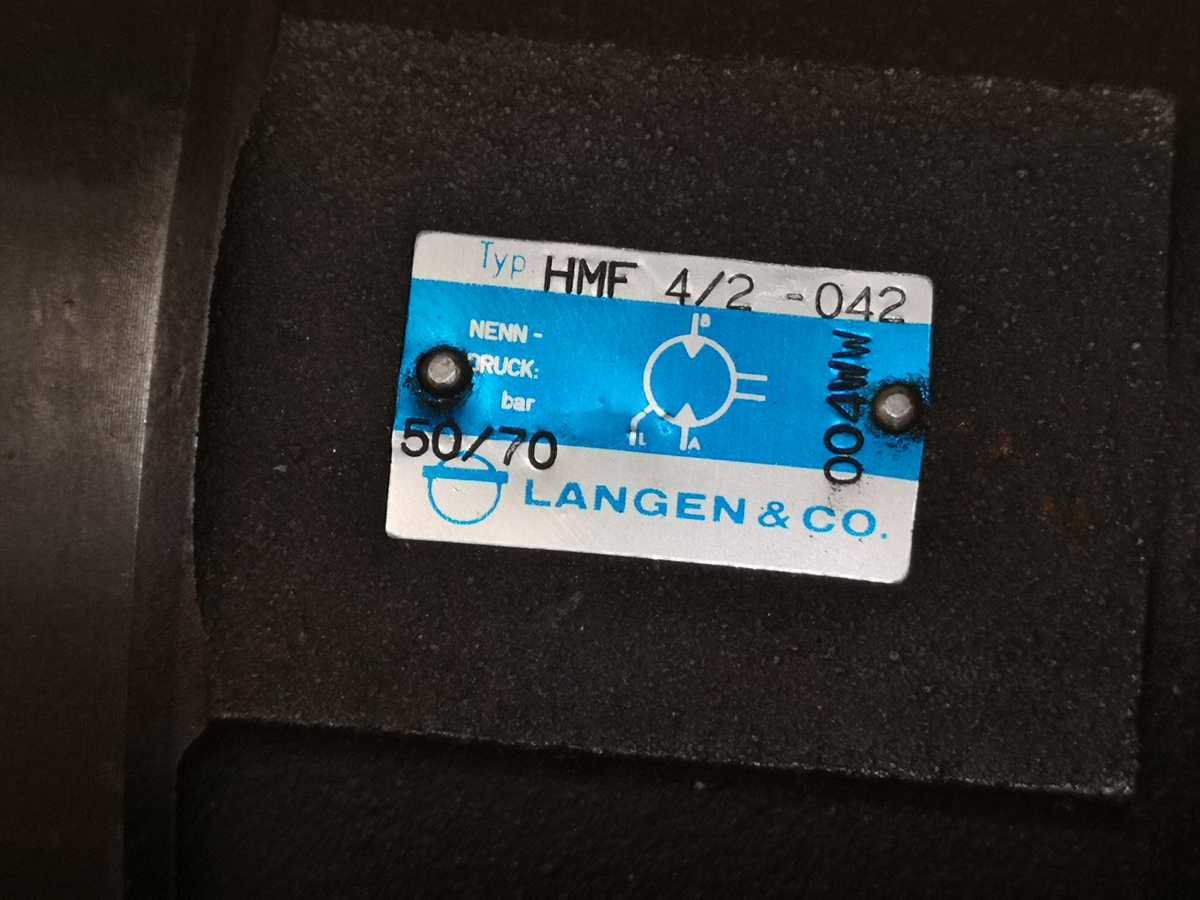 Typ HMF 4/2 -042
NENN-
DRUCK:
bar
50/70
B
L
A
004WW
LANGEN & CO.